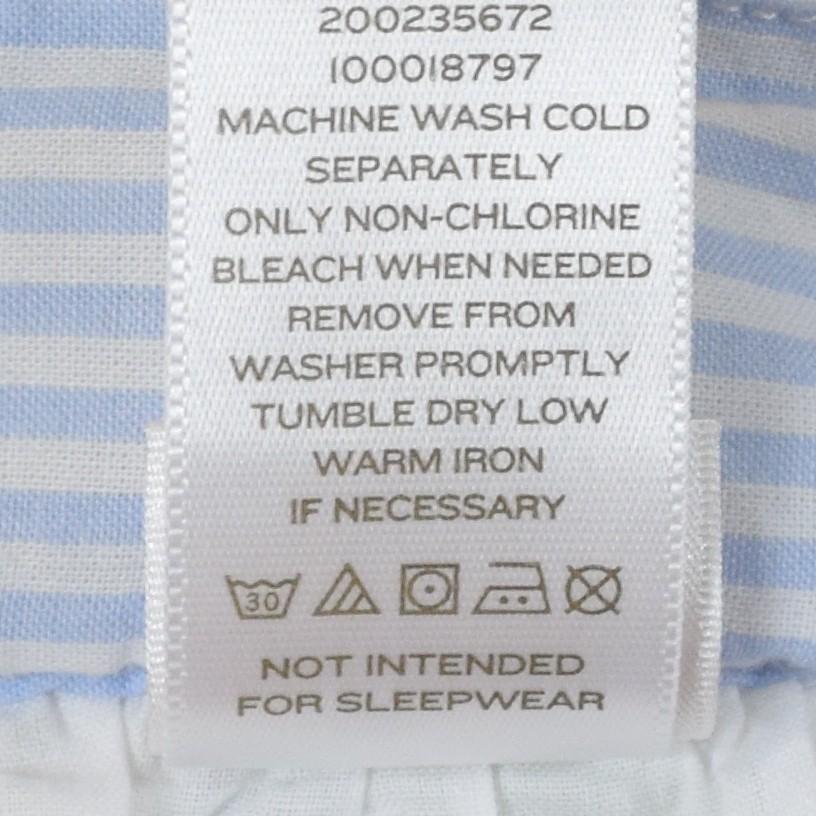 200235672
100018797
MACHINE WASH COLD
SEPARATELY
ONLY NON-CHLORINE
BLEACH WHEN NEEDED
REMOVE FROM
WASHER PROMPTLY
TUMBLE DRY LOW
WARM IRON
IF NECESSARY
30
NOT INTENDED
FOR SLEEPWEAR